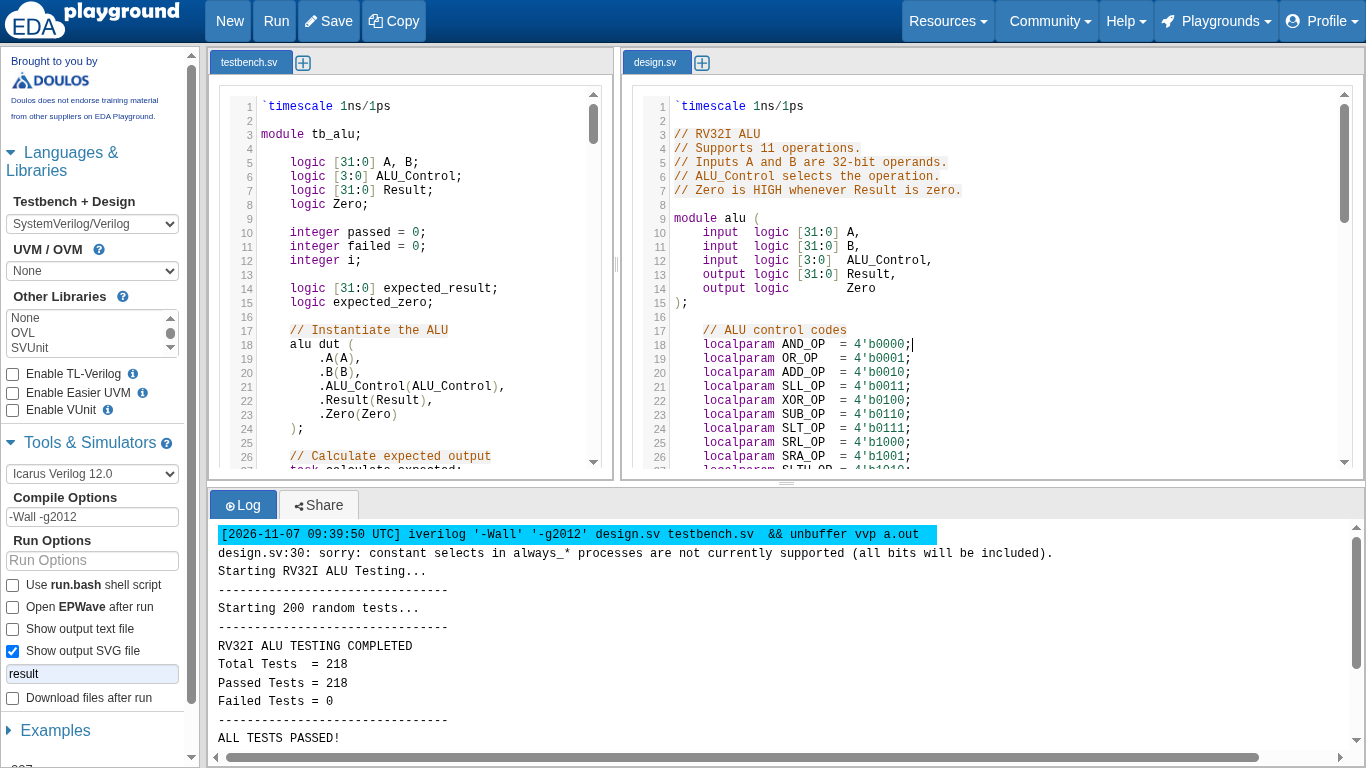 EDA playground
New
Run
Save
Copy
Resources
Community
Help
Playgrounds
Profile
Brought to you by
DOULOS
Doulos does not endorse training material
from other suppliers on EDA Playground.
Languages &
Libraries
Testbench + Design
SystemVerilog/Verilog
UVM / OVM
None
Other Libraries
None
OVL
SVUnit
Enable TL-Verilog
Enable Easier UVM
Enable VUnit
Tools & Simulators
Icarus Verilog 12.0
Compile Options
-Wall -g2012
Run Options
Run Options
Use run.bash shell script
Open EPWave after run
Show output text file
Show output SVG file
result
Download files after run
Examples
testbench.sv
1 `timescale 1ns/1ps
2
3 module tb_alu;
4
5     logic [31:0] A, B;
6     logic [3:0] ALU_Control;
7     logic [31:0] Result;
8     logic Zero;
9
10     integer passed = 0;
11     integer failed = 0;
12     integer i;
13
14     logic [31:0] expected_result;
15     logic expected_zero;
16
17     // Instantiate the ALU
18     alu dut (
19         .A(A),
20         .B(B),
21         .ALU_Control(ALU_Control),
22         .Result(Result),
23         .Zero(Zero)
24     );
25
26     // Calculate expected output
27     task calculate_expected;
design.sv
1 `timescale 1ns/1ps
2
3 // RV32I ALU
4 // Supports 11 operations.
5 // Inputs A and B are 32-bit operands.
6 // ALU_Control selects the operation.
7 // Zero is HIGH whenever Result is zero.
8
9 module alu (
10     input  logic [31:0] A,
11     input  logic [31:0] B,
12     input  logic [3:0]  ALU_Control,
13     output logic [31:0] Result,
14     output logic        Zero
15 );
16
17     // ALU control codes
18     localparam AND_OP  = 4'b0000;
19     localparam OR_OP   = 4'b0001;
20     localparam ADD_OP  = 4'b0010;
21     localparam SLL_OP  = 4'b0011;
22     localparam XOR_OP  = 4'b0100;
23     localparam SUB_OP  = 4'b0110;
24     localparam SLT_OP  = 4'b0111;
25     localparam SRL_OP  = 4'b1000;
26     localparam SRA_OP  = 4'b1001;
27     localparam SLTU_OP = 4'b1010;
Log
Share
[2026-11-07 09:39:50 UTC] iverilog '-Wall' '-g2012' design.sv testbench.sv  && unbuffer vvp a.out
design.sv:30: sorry: constant selects in always_* processes are not currently supported (all bits will be included).
Starting RV32I ALU Testing...
--------------------------------
Starting 200 random tests...
--------------------------------
RV32I ALU TESTING COMPLETED
Total Tests  = 218
Passed Tests = 218
Failed Tests = 0
--------------------------------
ALL TESTS PASSED!